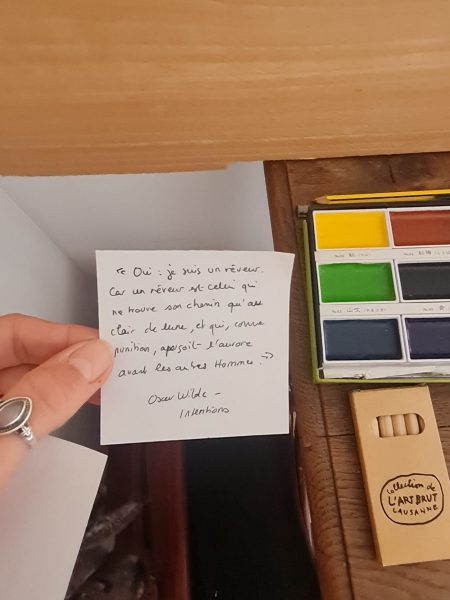 « Oui : je suis un rêveur.
Car un rêveur est celui qui
ne trouve son chemin qu'au
clair de lune, et qui, comme
punition, aperçoit l'aurore
avant les autres hommes. »
Oscar Wilde –
Intentions
Collection de
L'ART BRUT
LAUSANNE